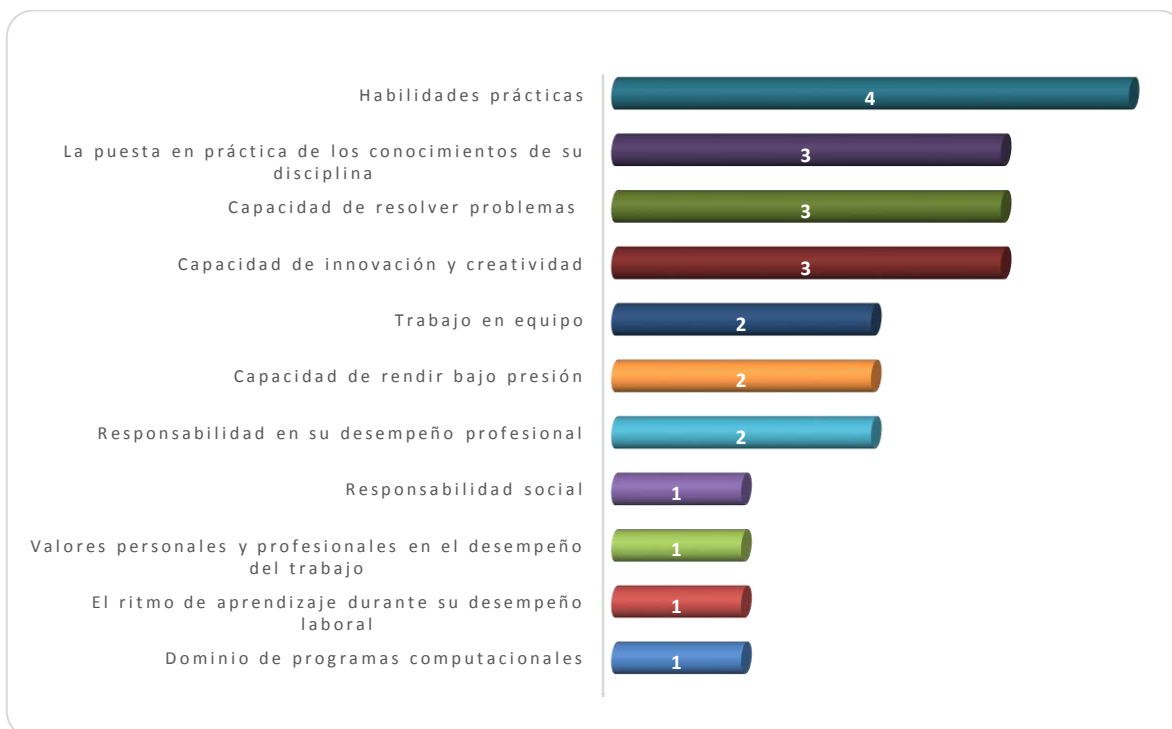 Habilidades prácticas
4
La puesta en práctica de los conocimientos de su
disciplina
3
Capacidad de resolver problemas
3
Capacidad de innovación y creatividad
3
Trabajo en equipo
2
Capacidad de rendir bajo presión
2
Responsabilidad en su desempeño profesional
2
Responsabilidad social
1
Valores personales y profesionales en el desempeño
del trabajo
1
El ritmo de aprendizaje durante su desempeño
laboral
1
Dominio de programas computacionales
1